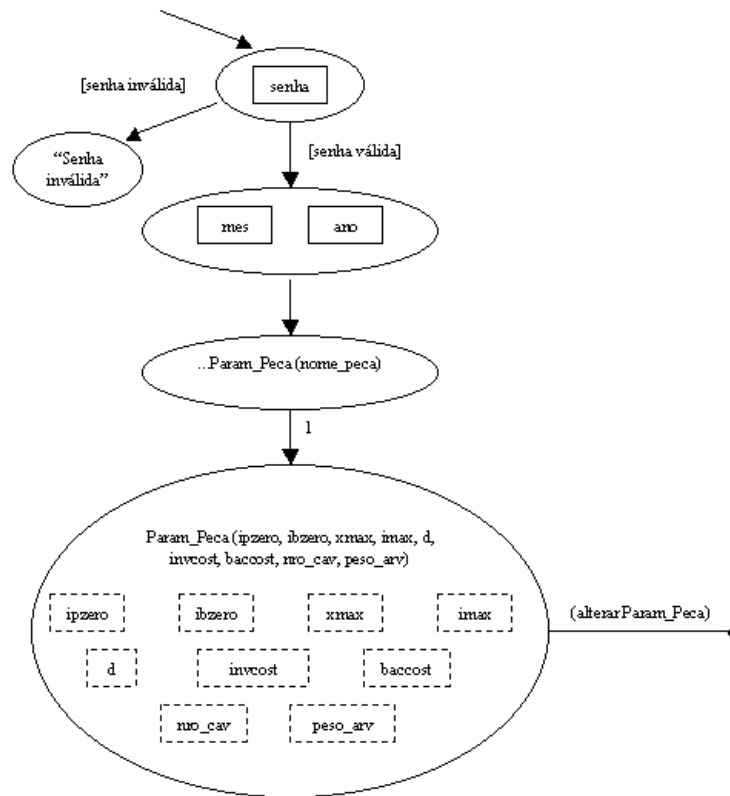 senha
[senha inválida]
“Senha
inválida”
[senha válida]
mes
ano
...Param_Peca (nome_peca)
1
Param_Peca (ipzero, ibzero, xmax, imax, d,
invcost, baccost, nro_cav, peso_arv)
ipzero
ibzero
xmax
imax
(alterarParam_Peca)
d
invcost
baccost
nro_cav
peso_arv